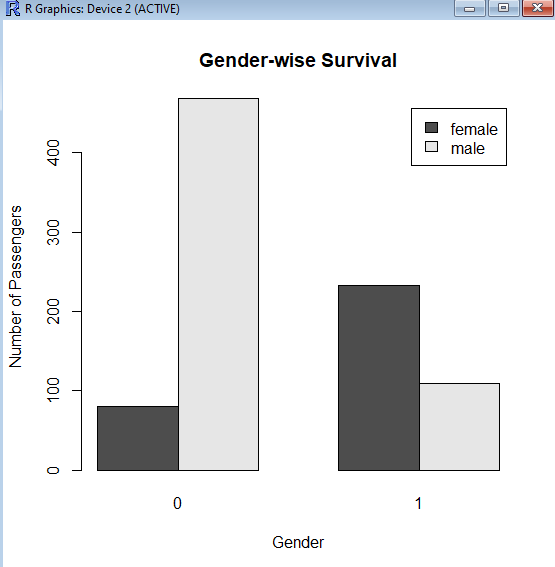 R Graphics: Device 2 (ACTIVE)
Gender-wise Survival
female
male
Number of Passengers
400
300
200
100
0
0
1
Gender